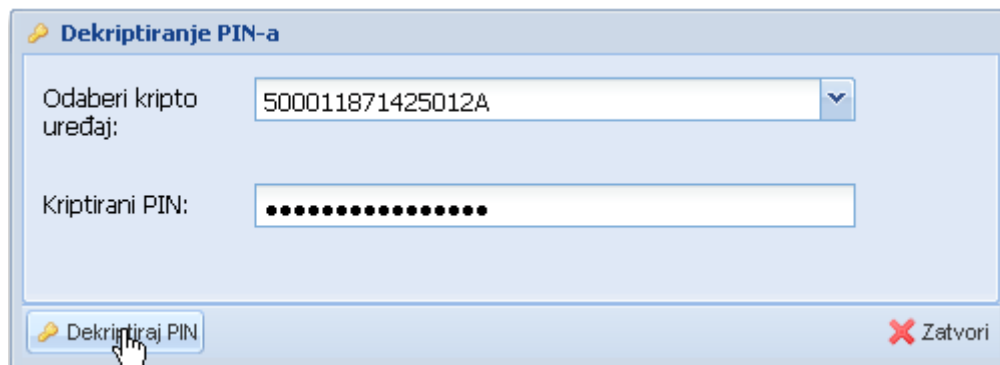 Dekriptiranje PIN-a
Odaberi kripto
uređaj:
500011871425012A
Kriptirani PIN:
••••••••••••••••
Dekriptiraj PIN
Zatvori